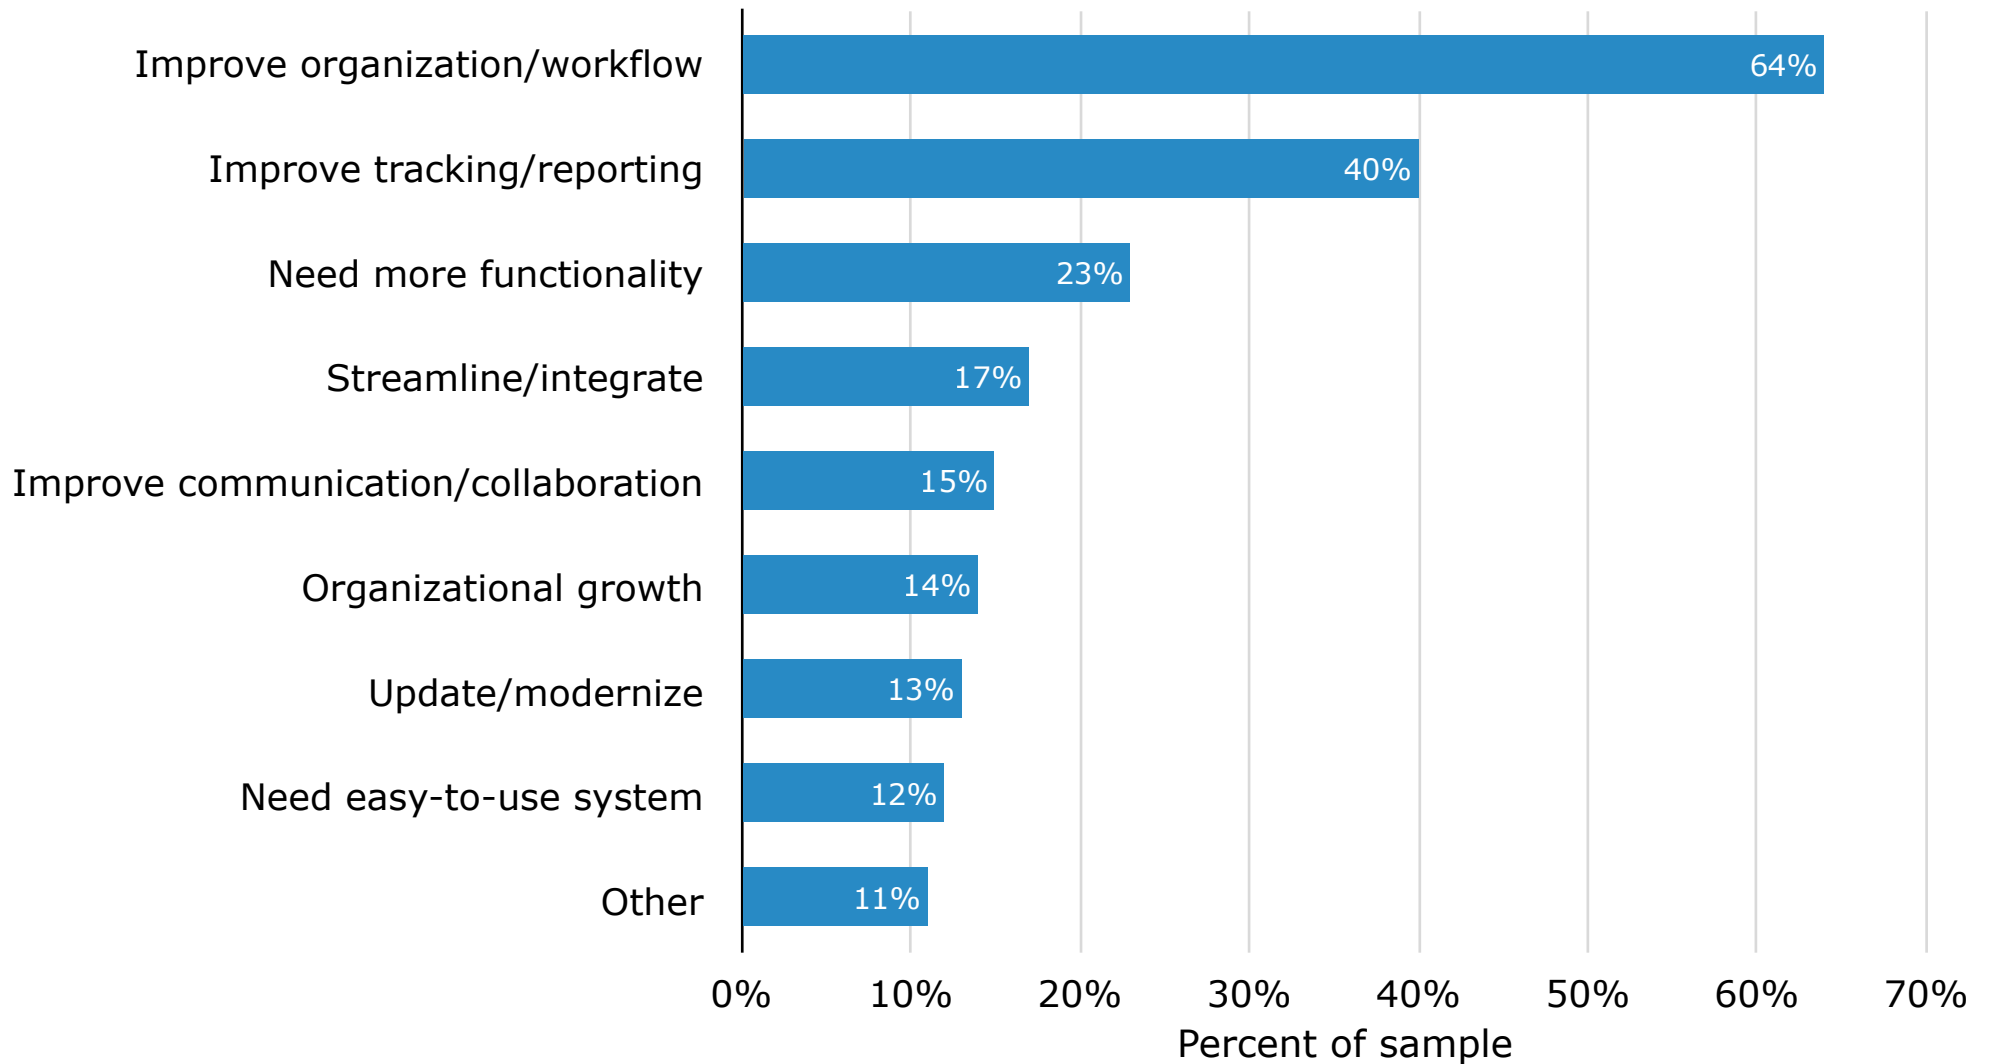 Improve organization/workflow 64%
Improve tracking/reporting 40%
Need more functionality 23%
Streamline/integrate 17%
Improve communication/collaboration 15%
Organizational growth 14%
Update/modernize 13%
Need easy-to-use system 12%
Other 11%
0% 10% 20% 30% 40% 50% 60% 70%
Percent of sample